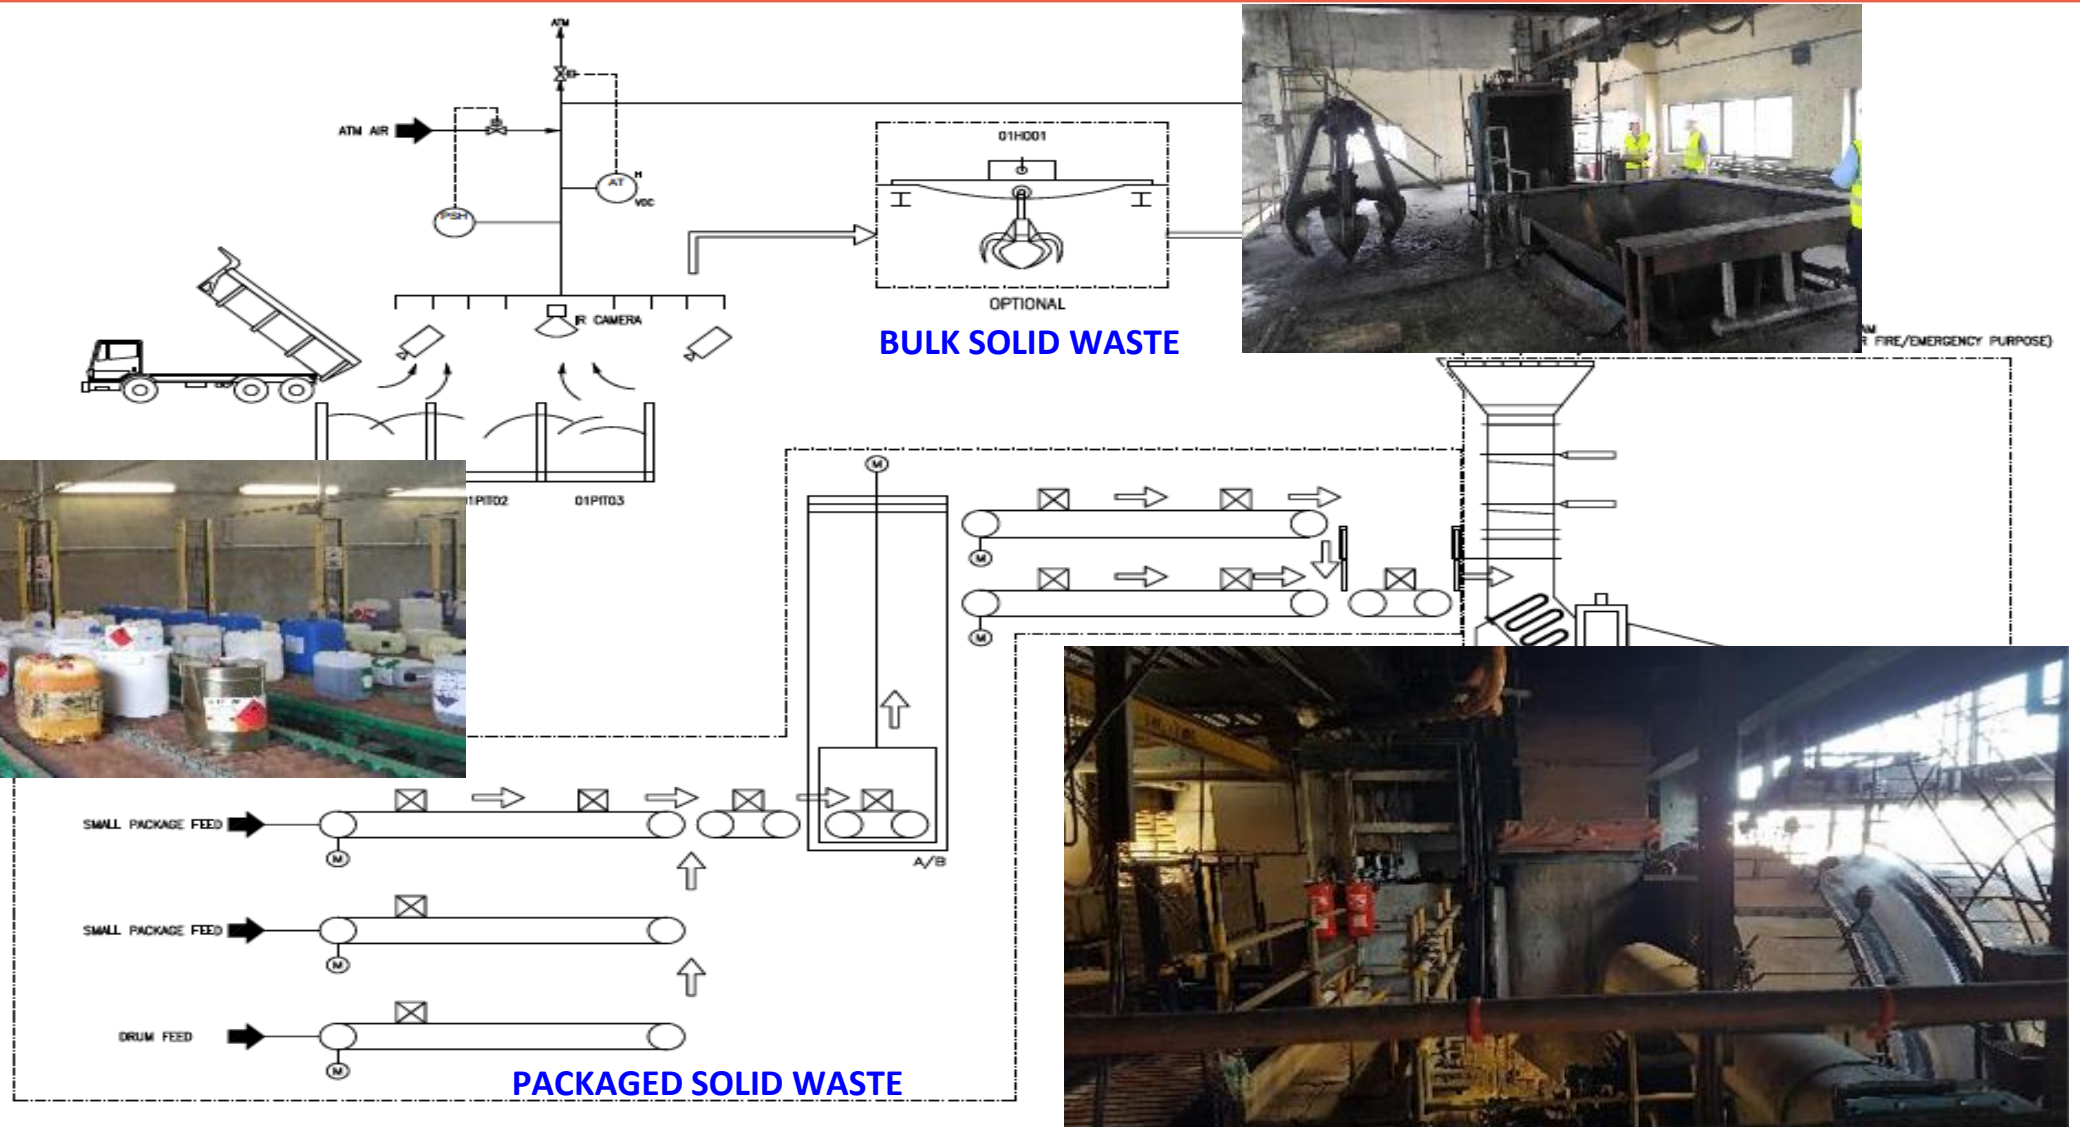 ATM
ATM AIR
AT
H
VOC
PSH
01H001
OPTIONAL
BULK SOLID WASTE
IR CAMERA
FIRE/EMERGENCY PURPOSE)
01PIT03
M
M
M
A/B
SMALL PACKAGE FEED
M
SMALL PACKAGE FEED
M
DRUM FEED
M
PACKAGED SOLID WASTE